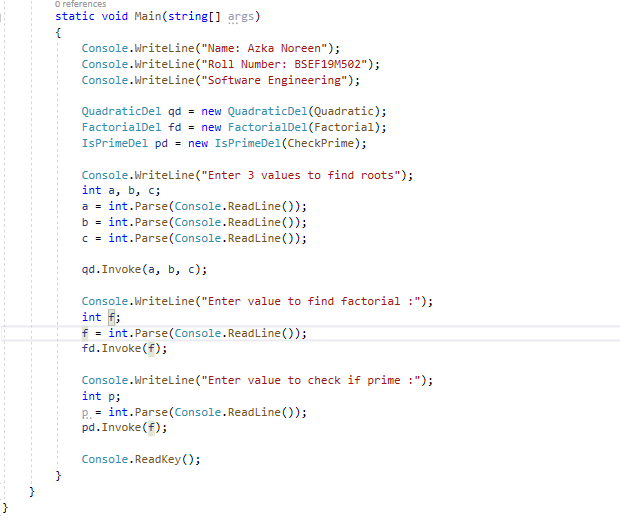 0 references
static void Main(string[] args)
{
Console.WriteLine("Name: Azka Noreen");
Console.WriteLine("Roll Number: BSEF19M502");
Console.WriteLine("Software Engineering");
QuadraticDel qd = new QuadraticDel(Quadratic);
FactorialDel fd = new FactorialDel(Factorial);
IsPrimeDel pd = new IsPrimeDel(CheckPrime);
Console.WriteLine("Enter 3 values to find roots");
int a, b, c;
a = int.Parse(Console.ReadLine());
b = int.Parse(Console.ReadLine());
c = int.Parse(Console.ReadLine());
qd.Invoke(a, b, c);
Console.WriteLine("Enter value to find factorial :");
int f;
f = int.Parse(Console.ReadLine());
fd.Invoke(f);
Console.WriteLine("Enter value to check if prime :");
int p;
p = int.Parse(Console.ReadLine());
pd.Invoke(f);
Console.ReadKey();
}
}
}